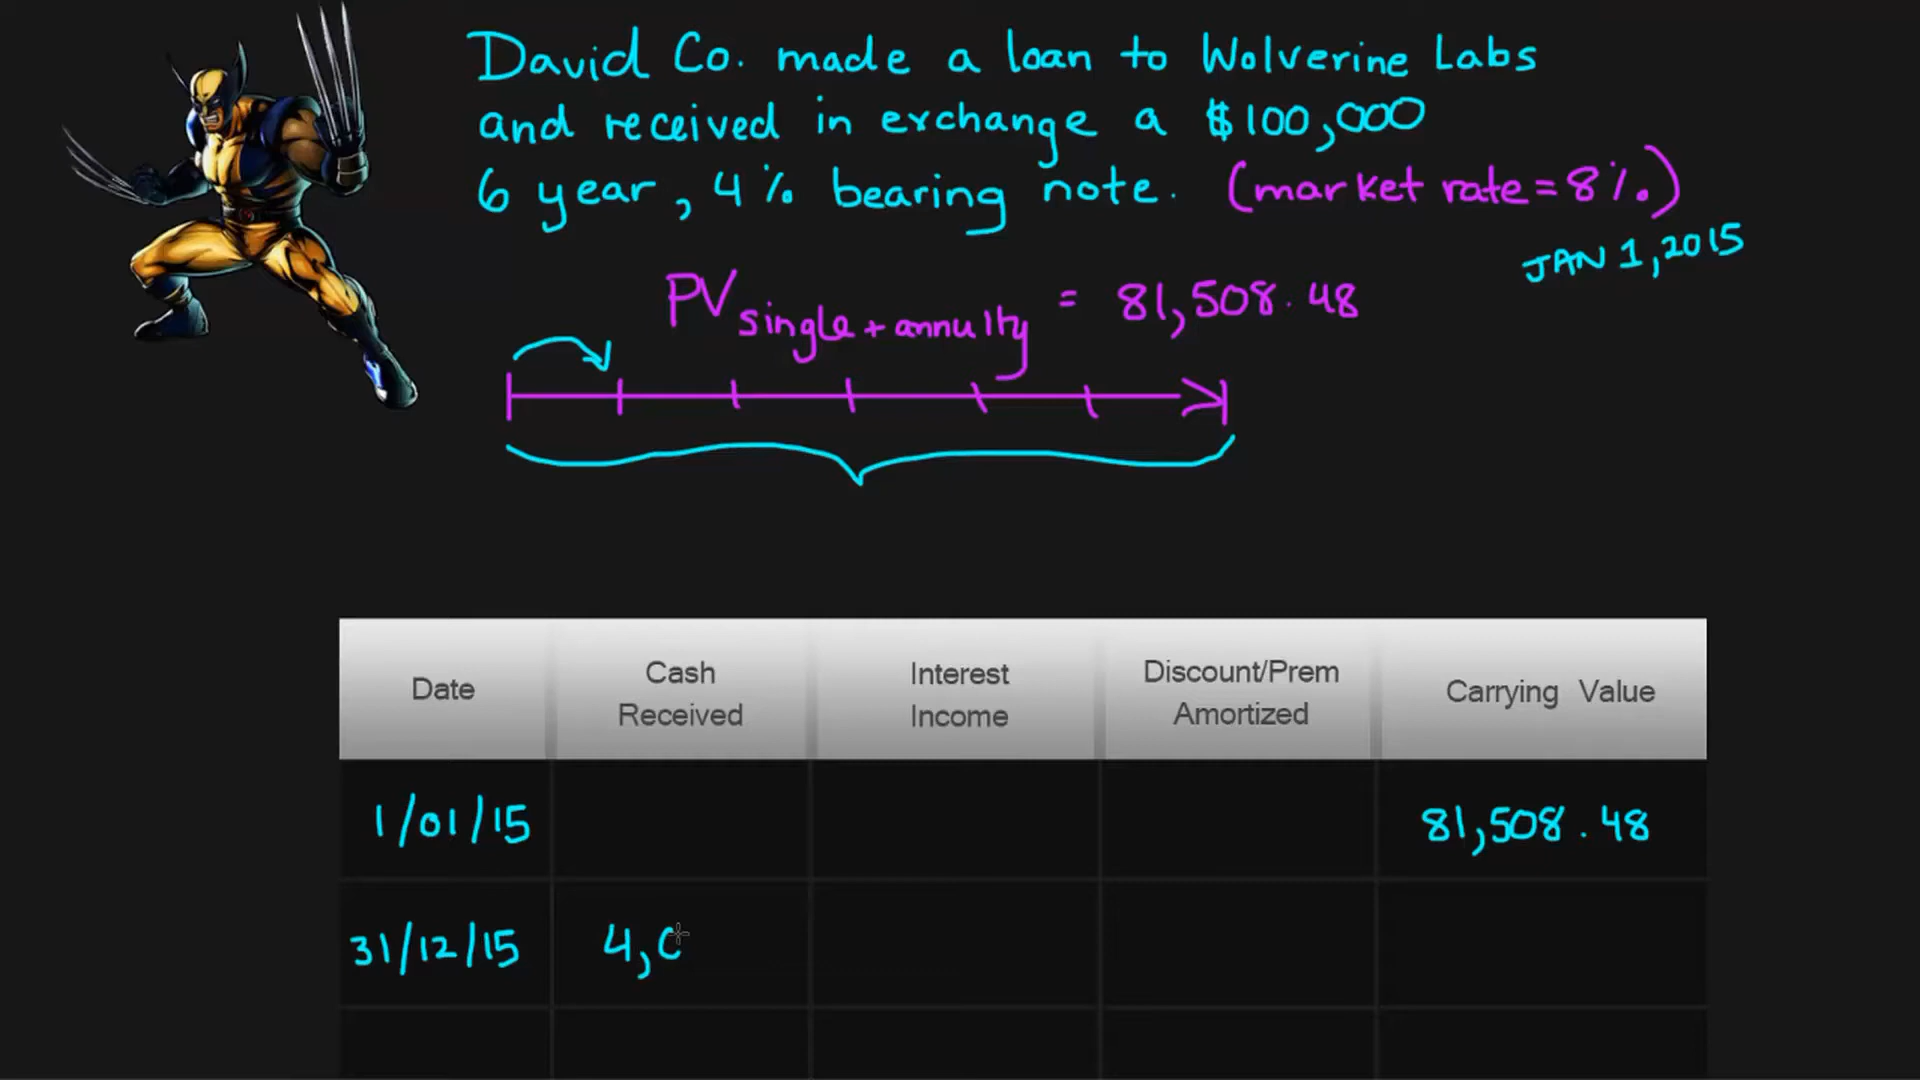 David Co. made a loan to Wolverine Labs
and received in exchange a $100,000
6 year, 4% bearing note. (market rate=8%)
JAN 1, 2015
PV single + annuity = 81,508.48
Date Cash Received Interest Income Discount/Prem Amortized Carrying Value
1/01/15 81,508.48
31/12/15 4,0